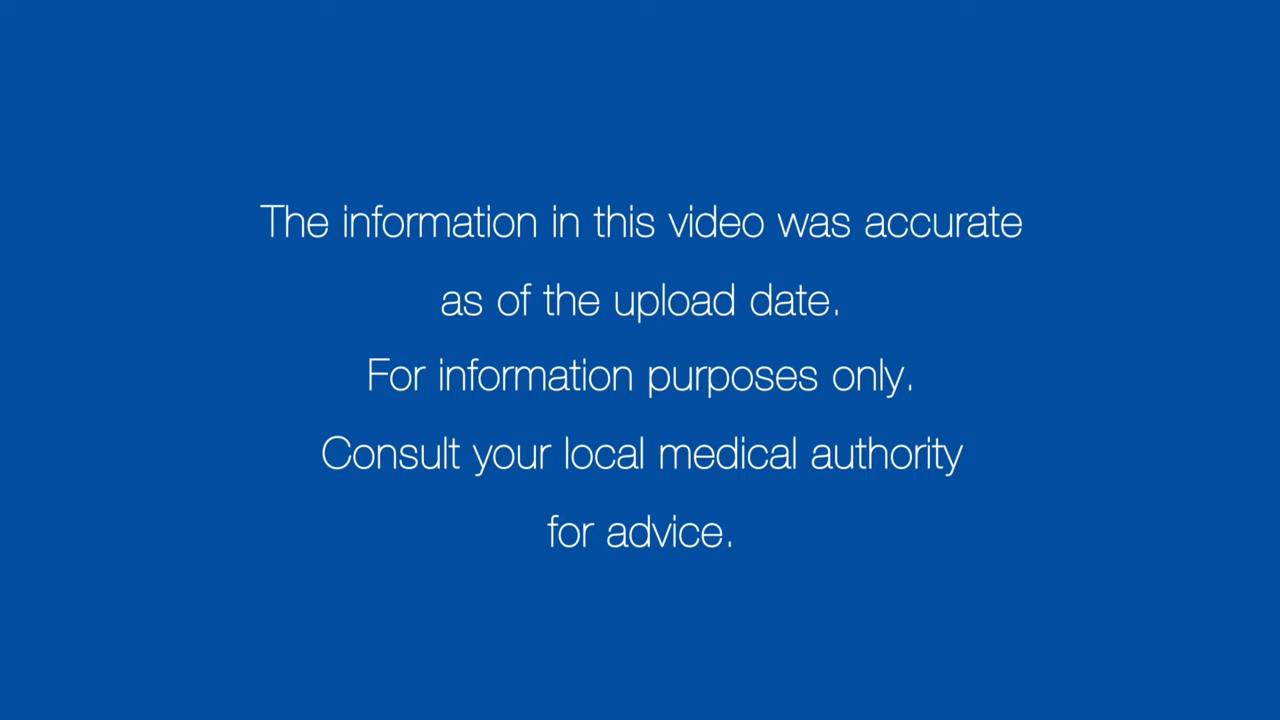 The information in this video was accurate
as of the upload date.
For information purposes only.
Consult your local medical authority
for advice.